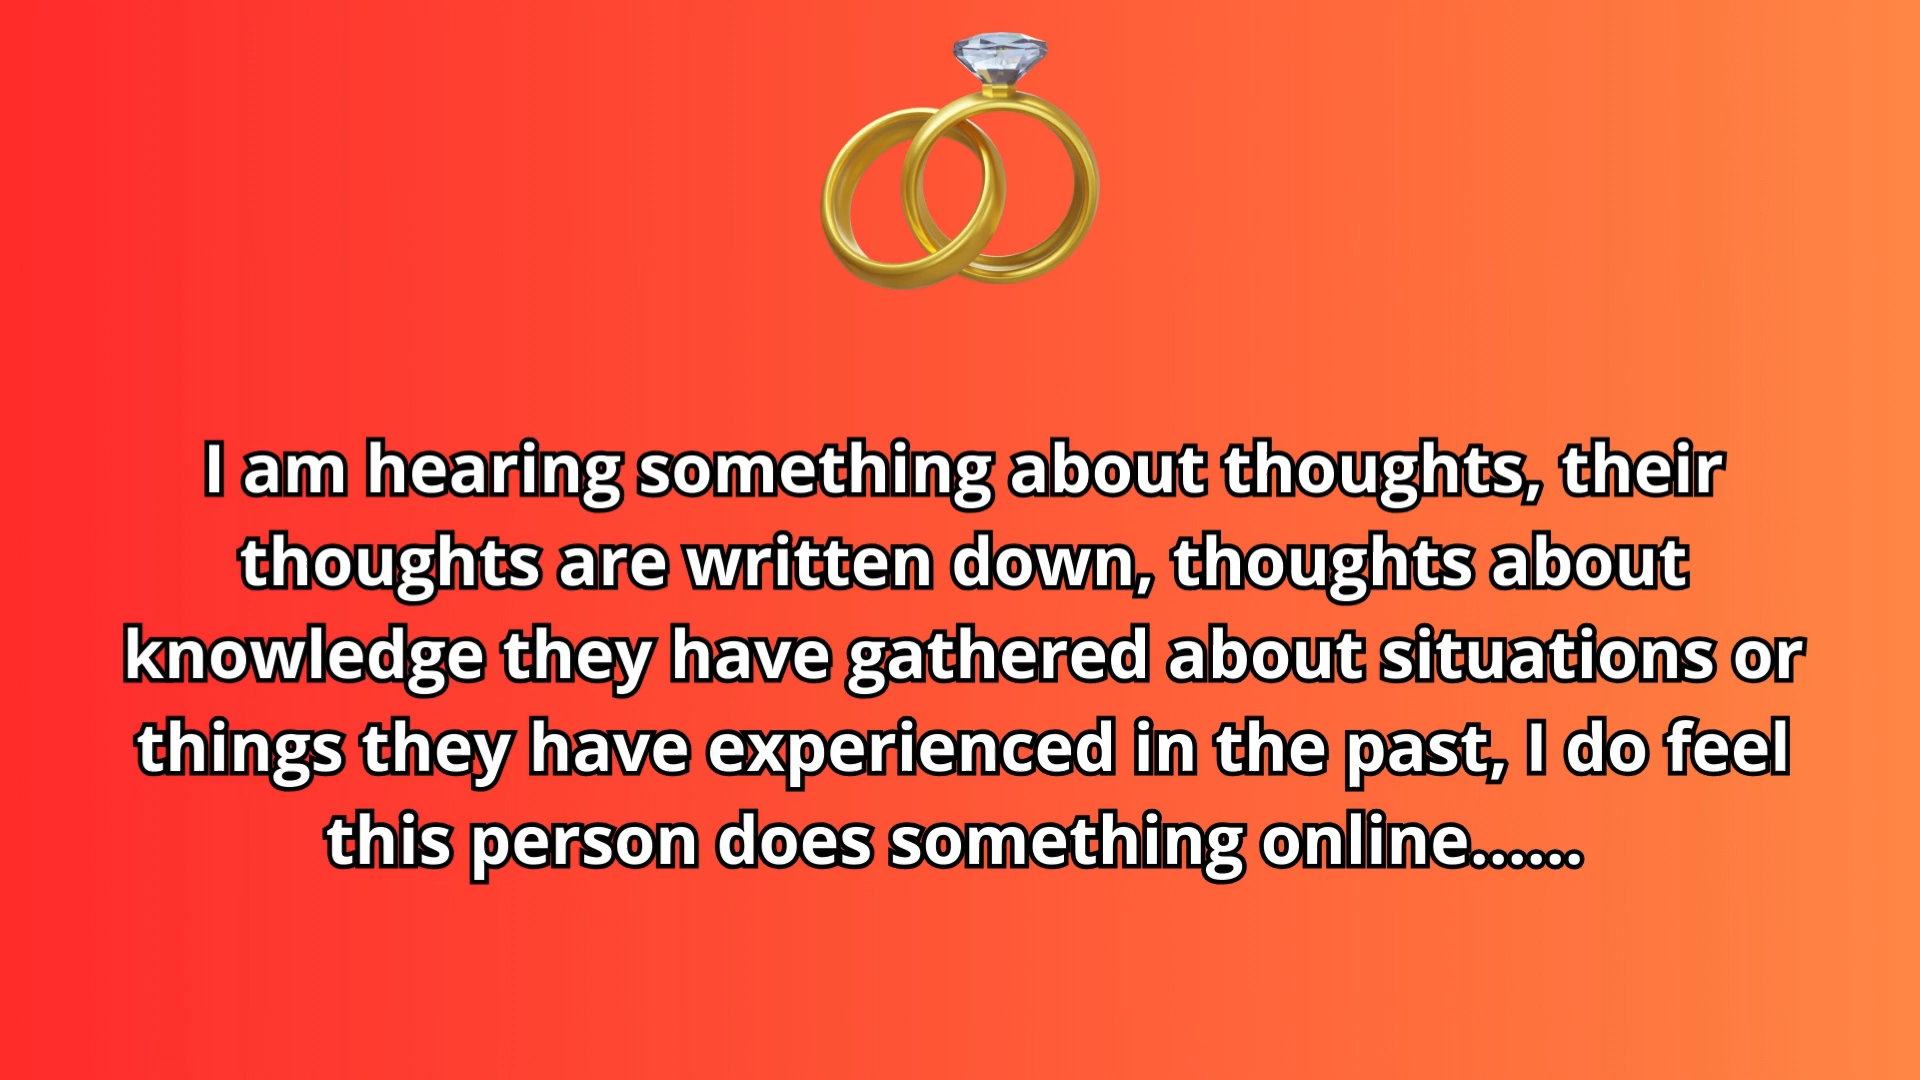 I am hearing something about thoughts, their
thoughts are written down, thoughts about
knowledge they have gathered about situations or
things they have experienced in the past, I do feel
this person does something online......